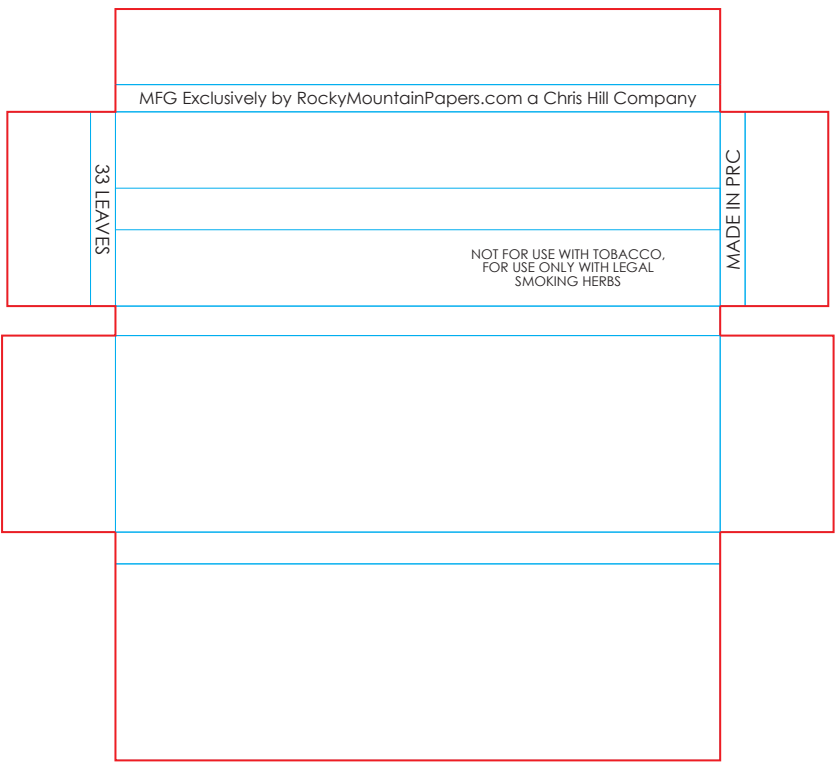 MFG Exclusively by RockyMountainPapers.com a Chris Hill Company
33 LEAVES
MADE IN PRC
NOT FOR USE WITH TOBACCO,
FOR USE ONLY WITH LEGAL
SMOKING HERBS